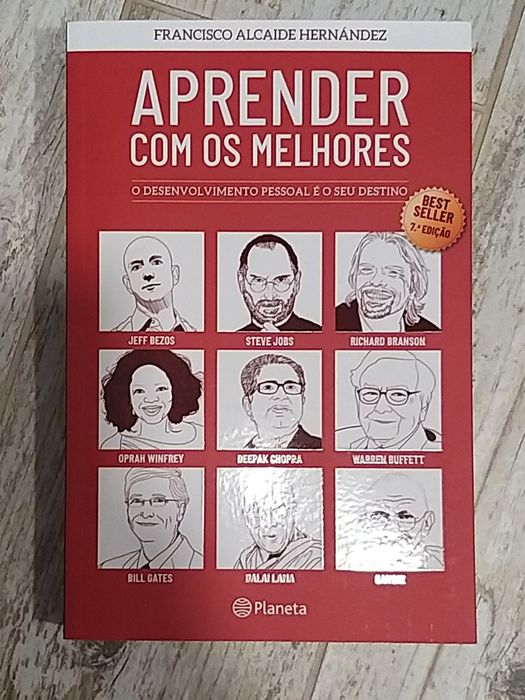 FRANCISCO ALCAIDE HERNÁNDEZ
APRENDER
COM OS MELHORES
O DESENVOLVIMENTO PESSOAL É O SEU DESTINO
BEST
SELLER
7.ª EDIÇÃO
JEFF BEZOS
STEVE JOBS
RICHARD BRANSON
OPRAH WINFREY
DEEPAK CHOPRA
WARREN BUFFETT
BILL GATES
DALAI LAMA
Planeta